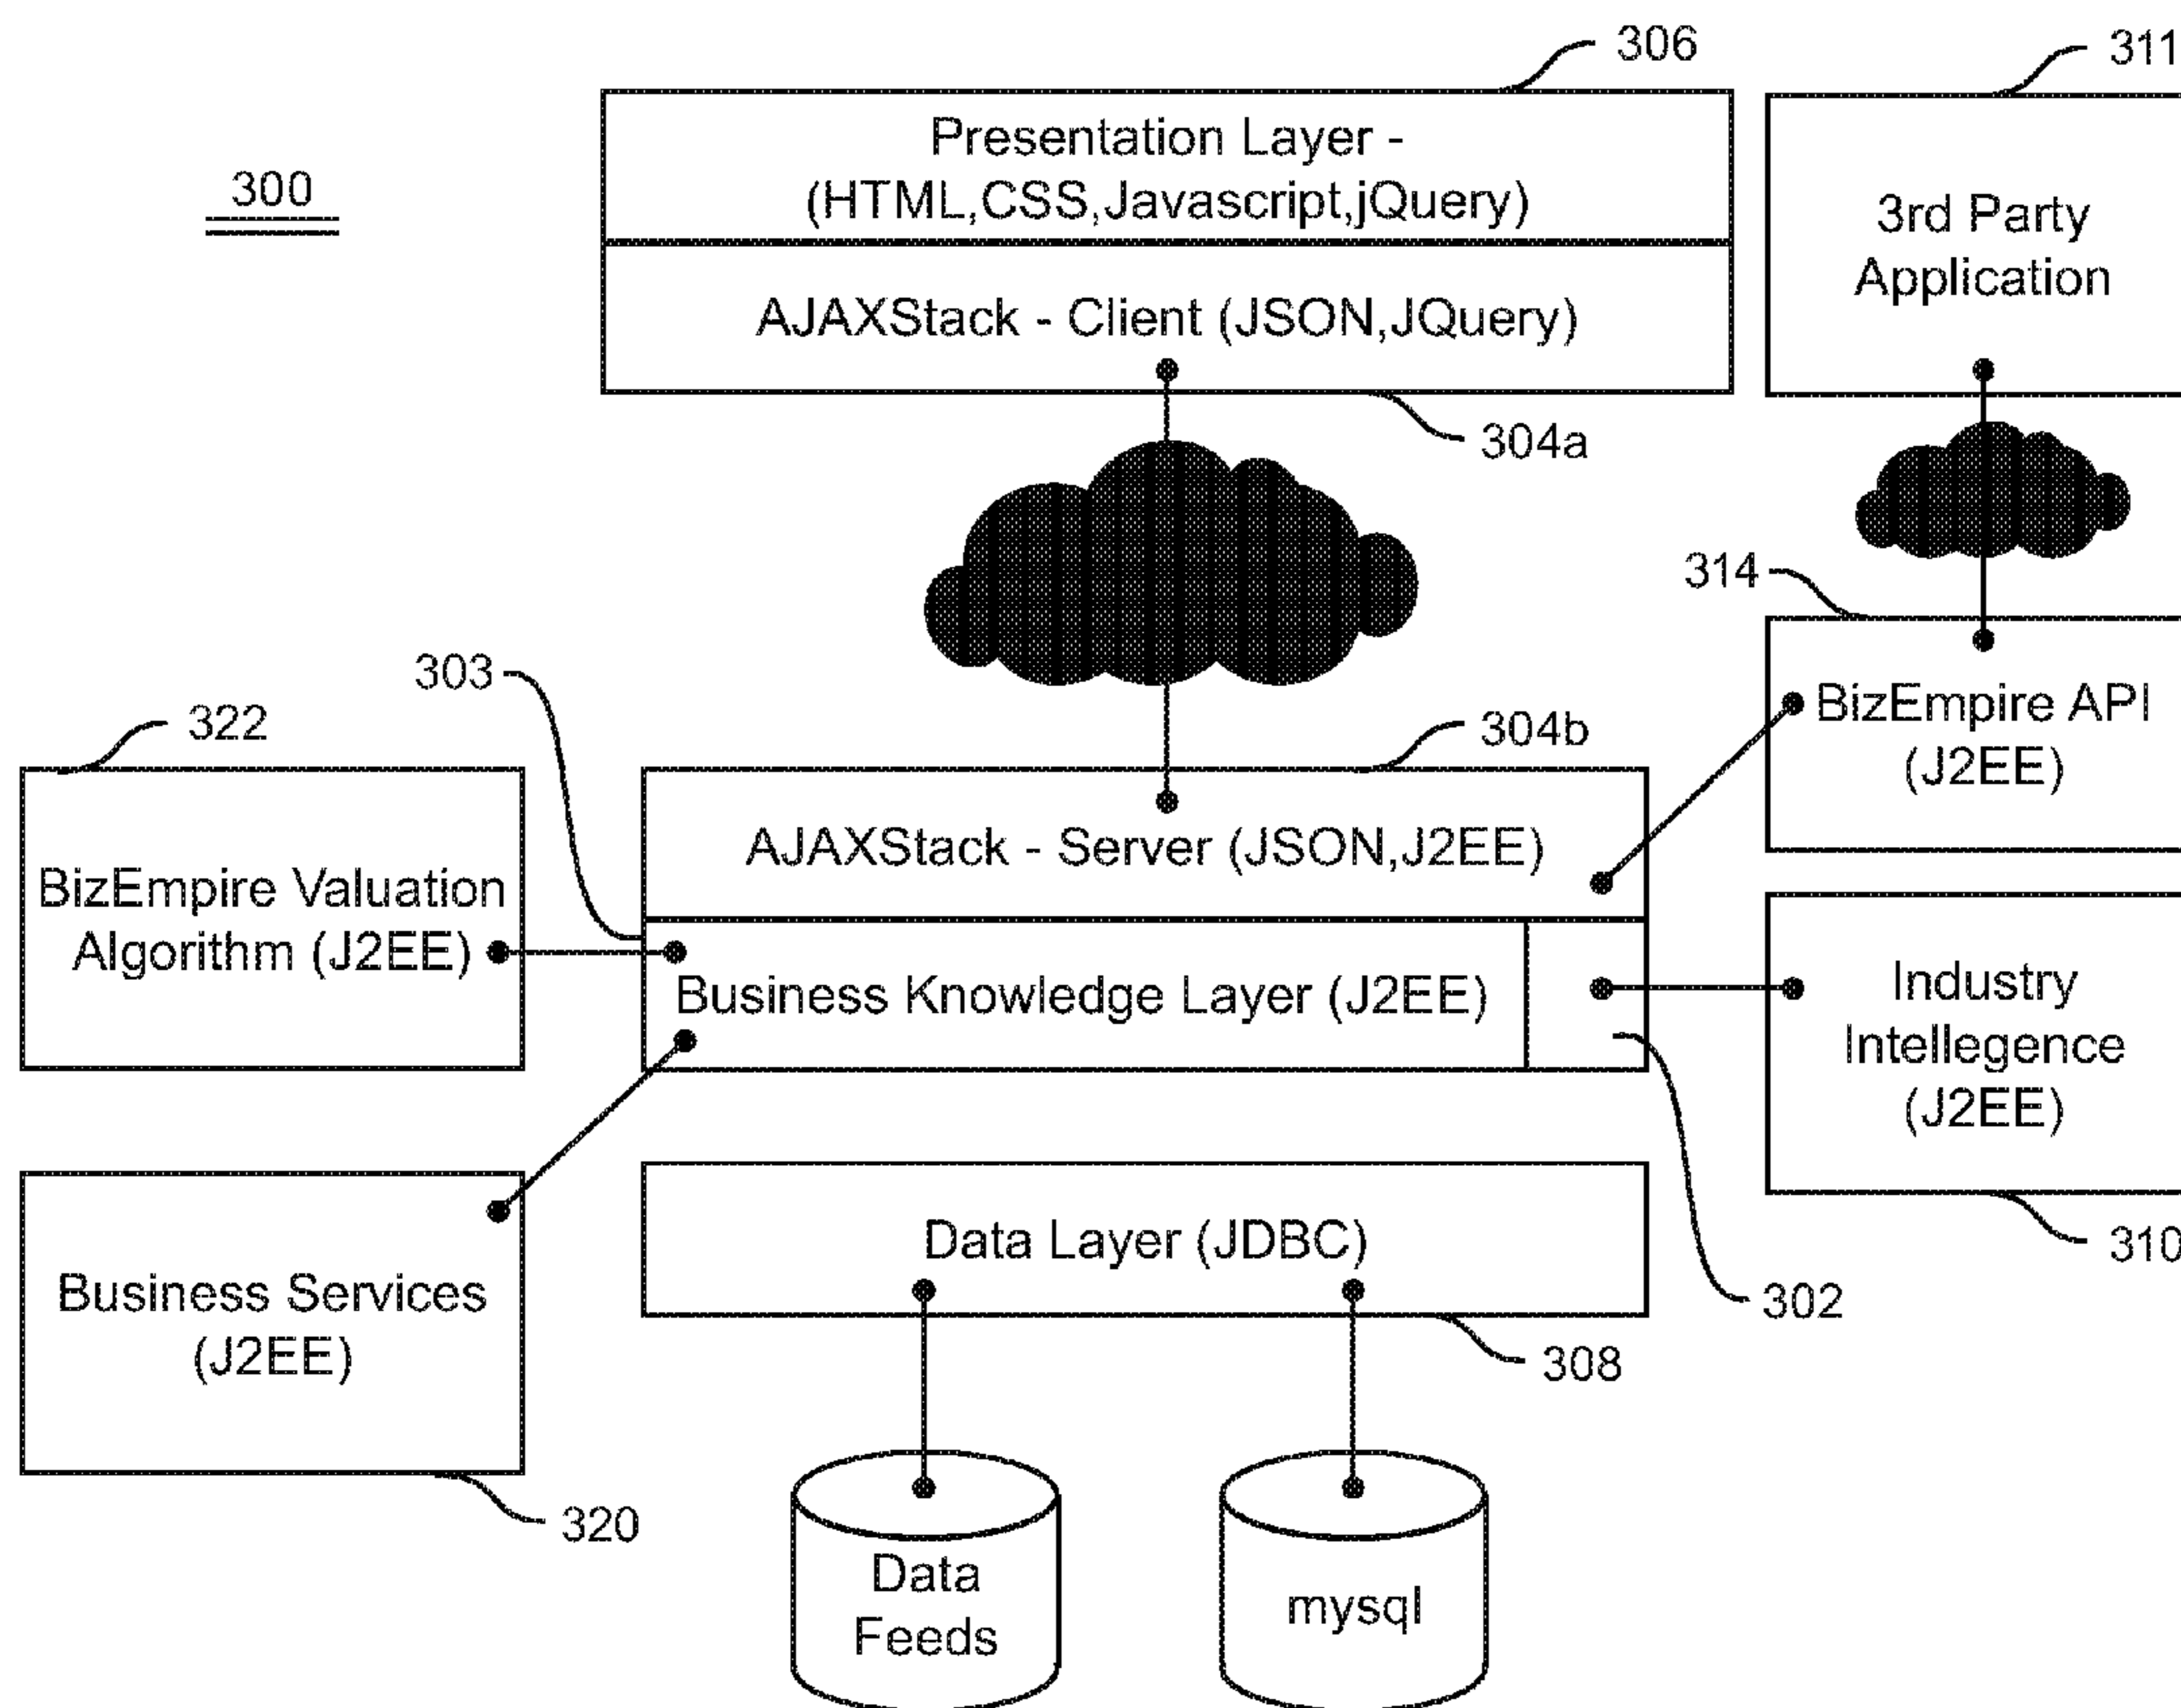 306
311
300
Presentation Layer -
(HTML,CSS,Javascript,jQuery)
3rd Party
Application
AJAXStack - Client (JSON,JQuery)
304a
314
303
BizEmpire API
(J2EE)
322
304b
AJAXStack - Server (JSON,J2EE)
BizEmpire Valuation
Algorithm (J2EE)
Business Knowledge Layer (J2EE)
Industry
Intellegence
(J2EE)
310
302
Data Layer (JDBC)
308
Business Services
(J2EE)
320
Data
Feeds
mysql